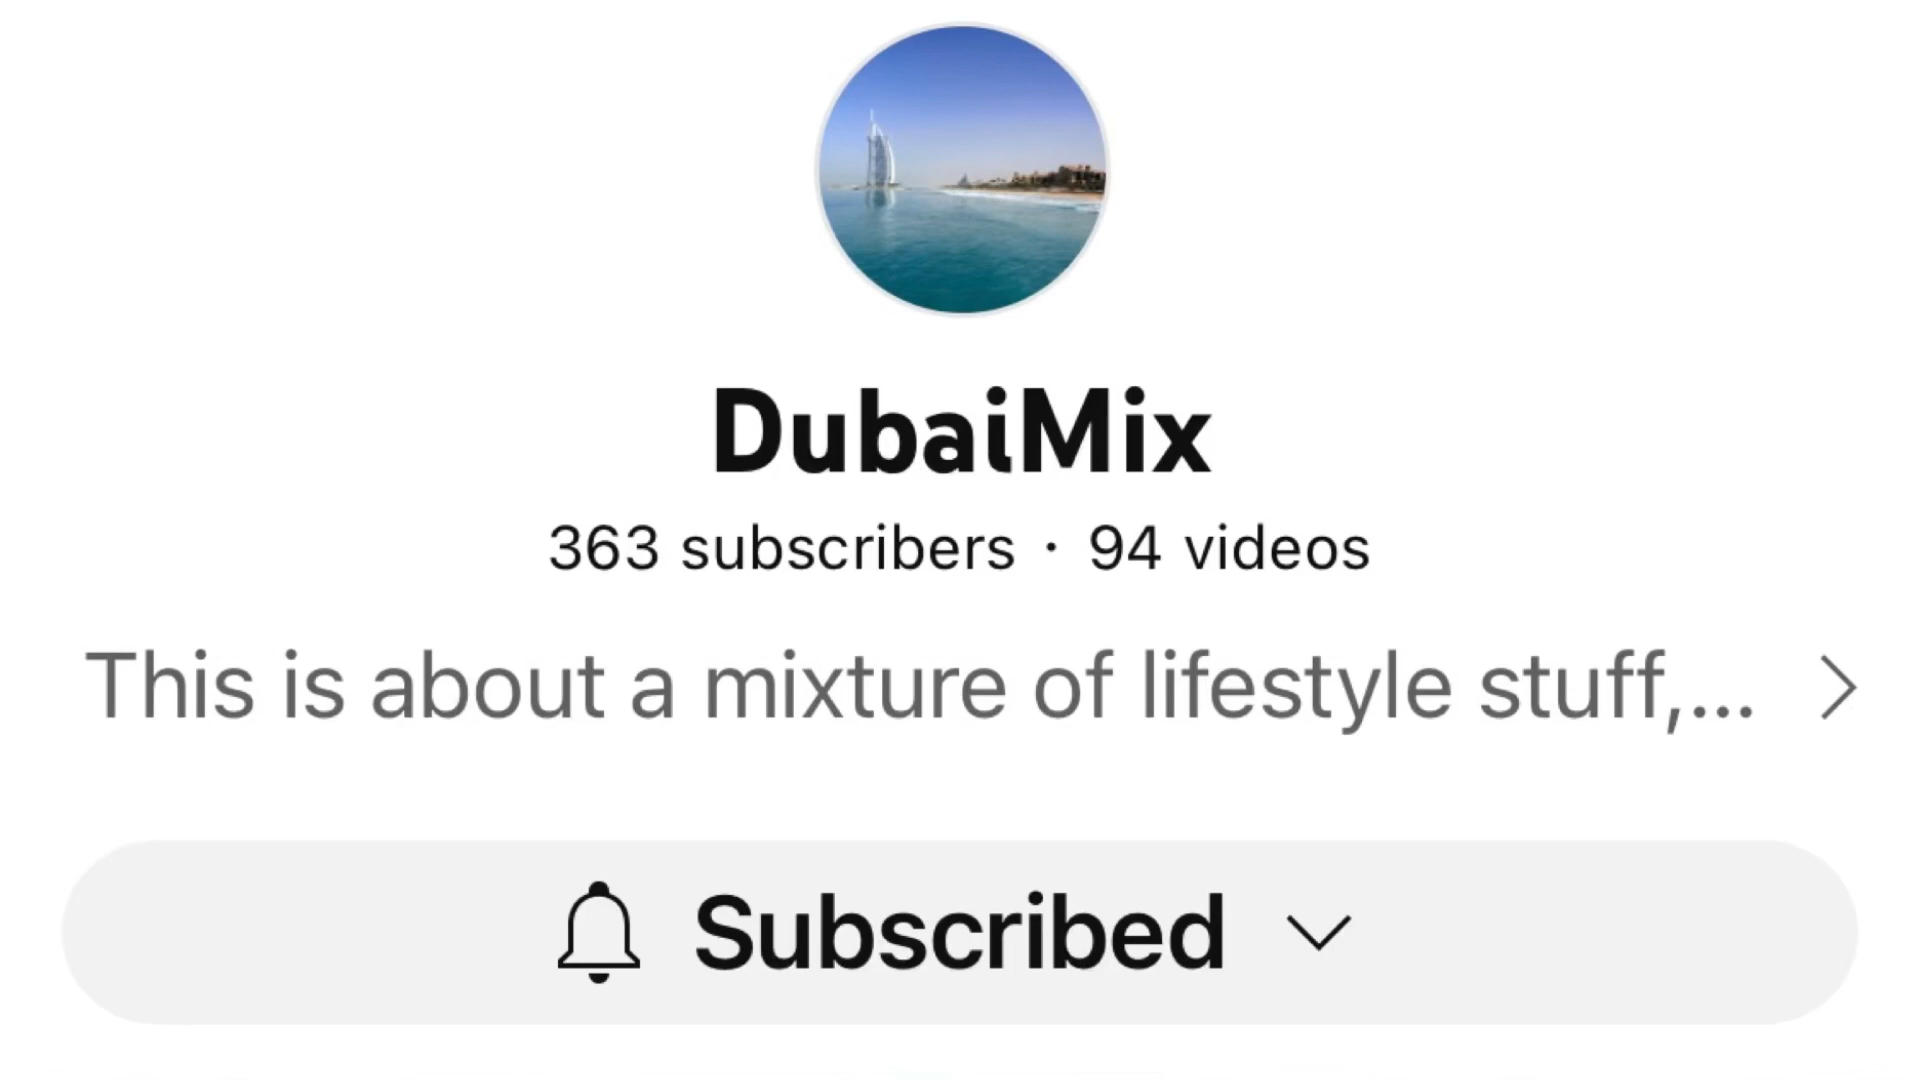 DubaiMix
363 subscribers · 94 videos
This is about a mixture of lifestyle stuff,...
Subscribed